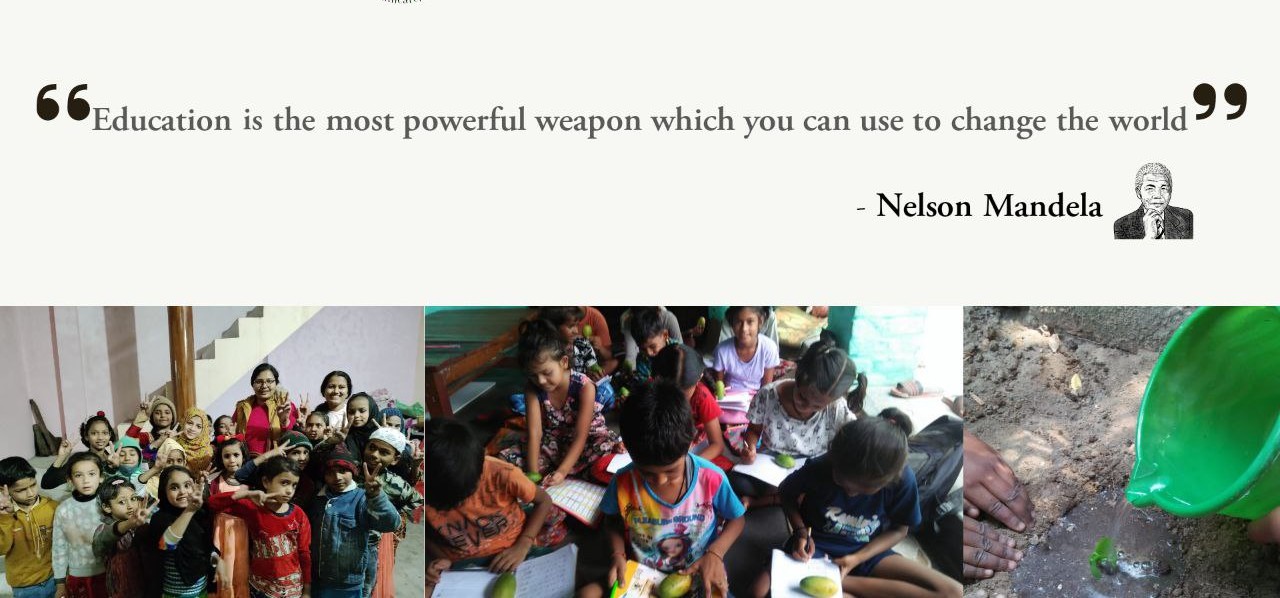 “Education is the most powerful weapon which you can use to change the world”
- Nelson Mandela